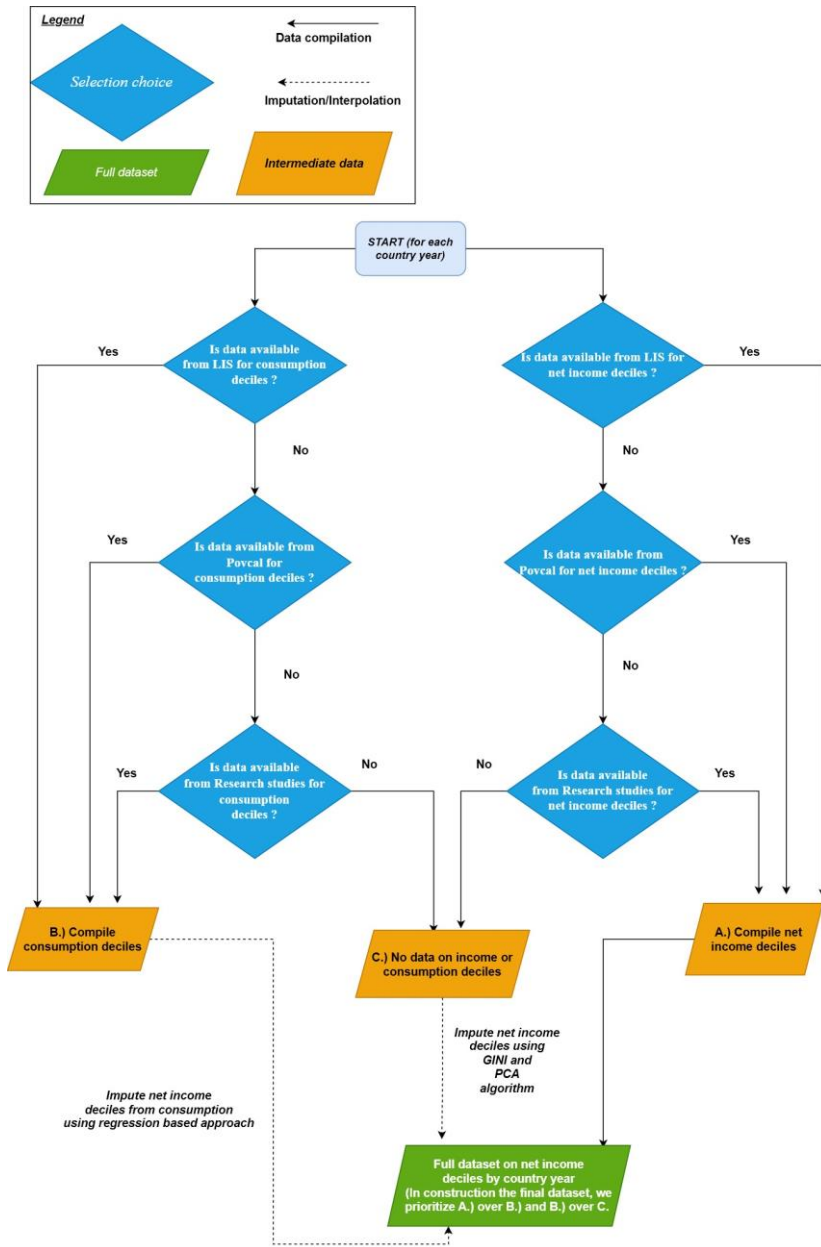 Legend
Data compilation
Selection choice
Imputation/Interpolation
Full dataset
Intermediate data
START (for each
country year)
Yes
Is data available
from LIS for consumption
deciles ?
Is data available from LIS for
net income deciles ?
Yes
No
No
Yes
Is data available from
Povcal for
consumption deciles ?
Is data available from
Povcal for net income deciles ?
Yes
No
No
Yes
Is data available
from Research studies for
consumption
deciles ?
No
No
Is data available
from Research studies for
net income deciles ?
Yes
B.) Compile
consumption deciles
C.) No data on income or
consumption deciles
A.) Compile net
income deciles
Impute net income
deciles using
GINI and
PCA
algorithm
Impute net income
deciles from consumption
using regression based approach
Full dataset on net income
deciles by country year
(In construction the final dataset, we
prioritize A.) over B.) and B.) over C.